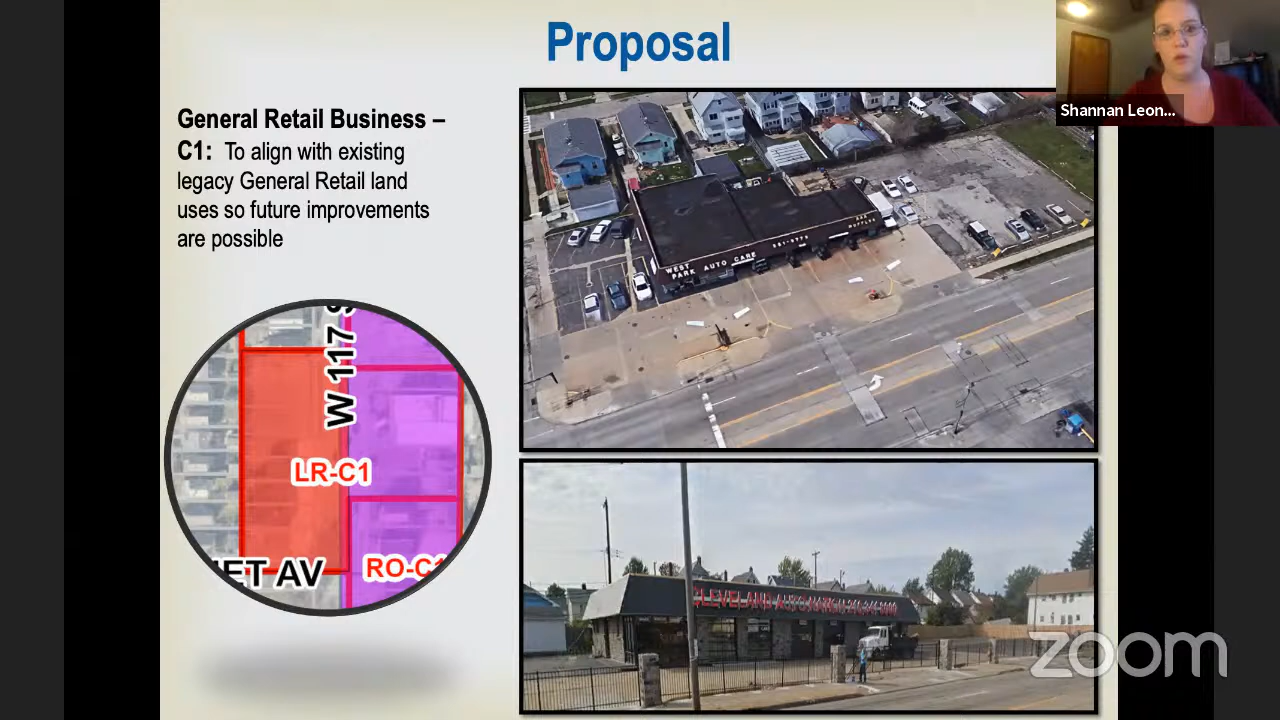 Proposal
Shannan Leon...
General Retail Business –
C1: To align with existing
legacy General Retail land
uses so future improvements
are possible
W 117 S
LR-C1
ET AV
RO-C1
WEST
PARK AUTO CARE
CLEVELAND AUTO
zoom